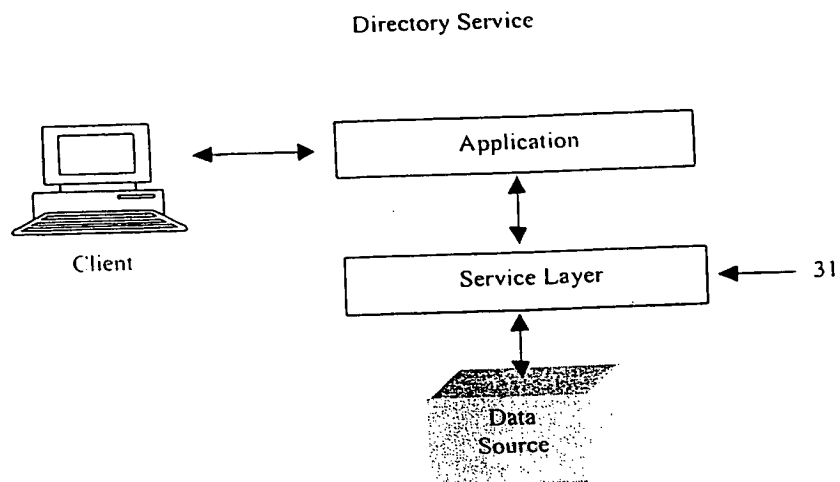 Directory Service
Application
Client
Service Layer
31
Data
Source